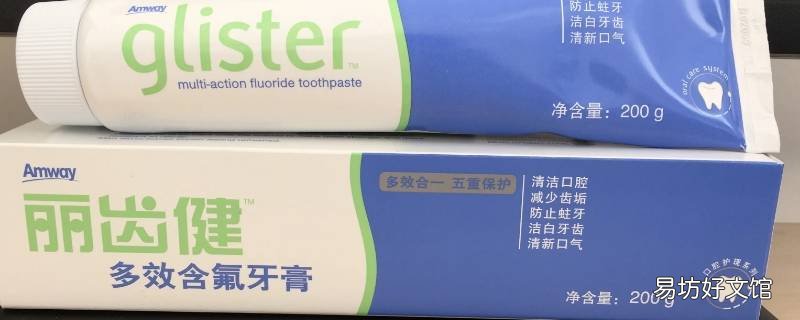 Amway
glister™
multi-action fluoride toothpaste
防止蛀牙
洁白牙齿
清新口气
oral care system
净含量：200 g
Amway
丽齿健™
多效含氟牙膏
多效合一 五重保护
清洁口腔
减少齿垢
防止蛀牙
洁白牙齿
清新口气
口腔护理系列
净含量：200 g
易坊好文馆